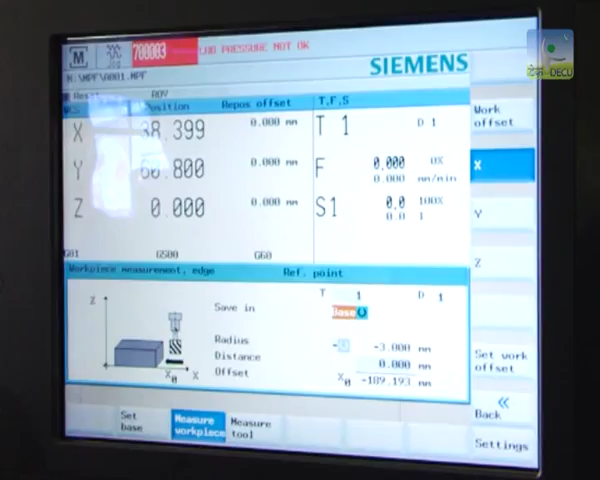 M 700003 LUB PRESSURE NOT OK
SIEMENS
N:\MPF\0001.MPF
Reset
Position Repos offset T,F,S
X 38.399 0.000 mm T 1 D 1
Y 60.800 0.000 mm F 0.000 0%
0.000 mm/min
Z 0.000 0.000 mm S1 0.0 100%
0.0 1
G01 G500 G60
Workpiece measurement, edge Ref. point
T 1 D 1
Z
Save in Base
Radius -3.000 mm
Distance 0.000 mm
Offset X0 -189.193 mm
X0 X
Set base
Measure workpiece
Measure tool
Work offset
X
Y
Z
Set work offset
«
Back
Settings
DECU